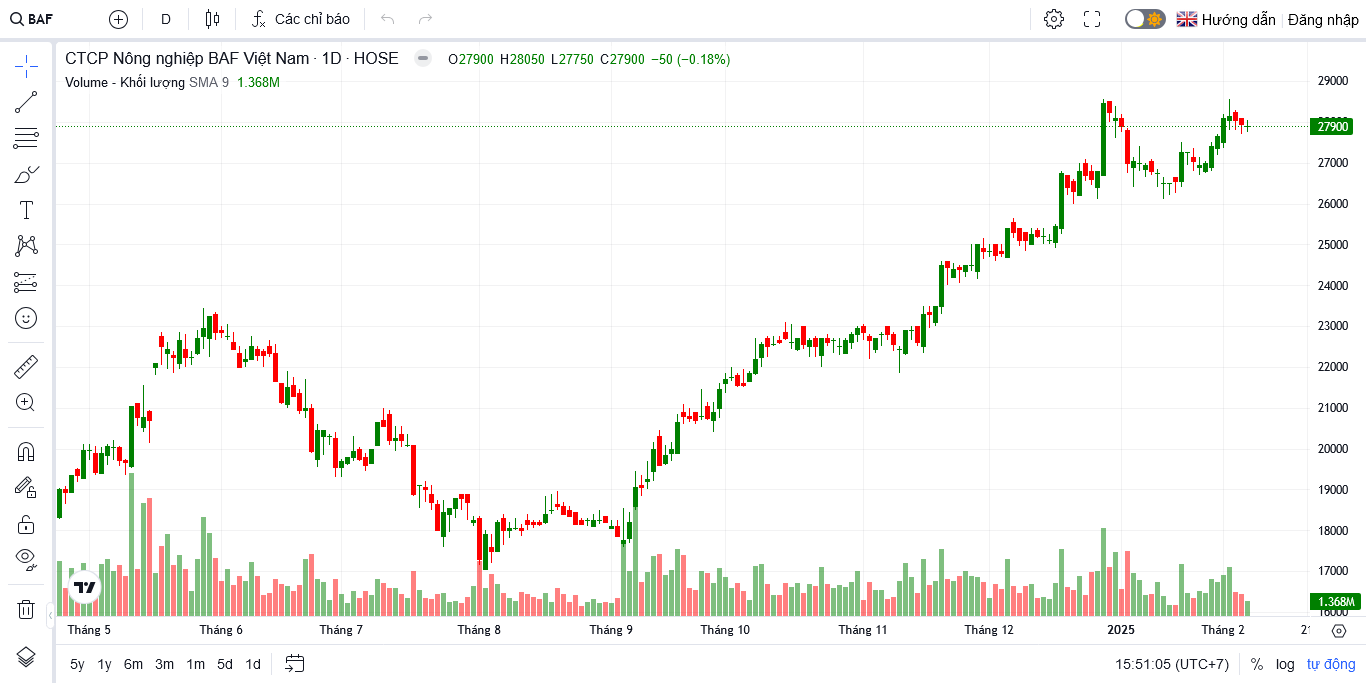 BAF D Các chỉ báo Hướng dẫn Đăng nhập
CTCP Nông nghiệp BAF Việt Nam · 1D · HOSE O27900 H28050 L27750 C27900 −50 (−0.18%)
Volume - Khối lượng SMA 9 1.368M
29000
27900
27000
26000
25000
24000
23000
22000
21000
20000
19000
18000
17000
1.368M
16000
Tháng 5 Tháng 6 Tháng 7 Tháng 8 Tháng 9 Tháng 10 Tháng 11 Tháng 12 2025 Tháng 2 21
5y 1y 6m 3m 1m 5d 1d 15:51:05 (UTC+7) % log tự động